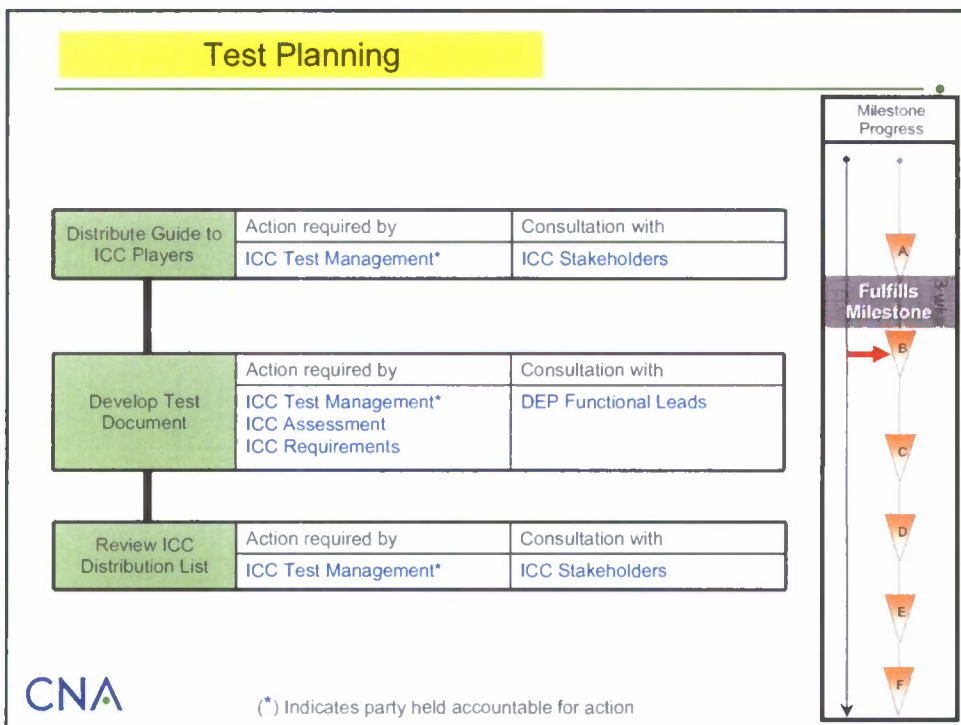 Test Planning
Milestone
Progress
Distribute Guide to
ICC Players
Action required by
Consultation with
ICC Test Management*
ICC Stakeholders
A
Fulfills
Milestone
B
Develop Test
Document
Action required by
Consultation with
ICC Test Management*
DEP Functional Leads
ICC Assessment
ICC Requirements
C
D
Review ICC
Distribution List
Action required by
Consultation with
ICC Test Management*
ICC Stakeholders
E
F
CNA
(*) Indicates party held accountable for action